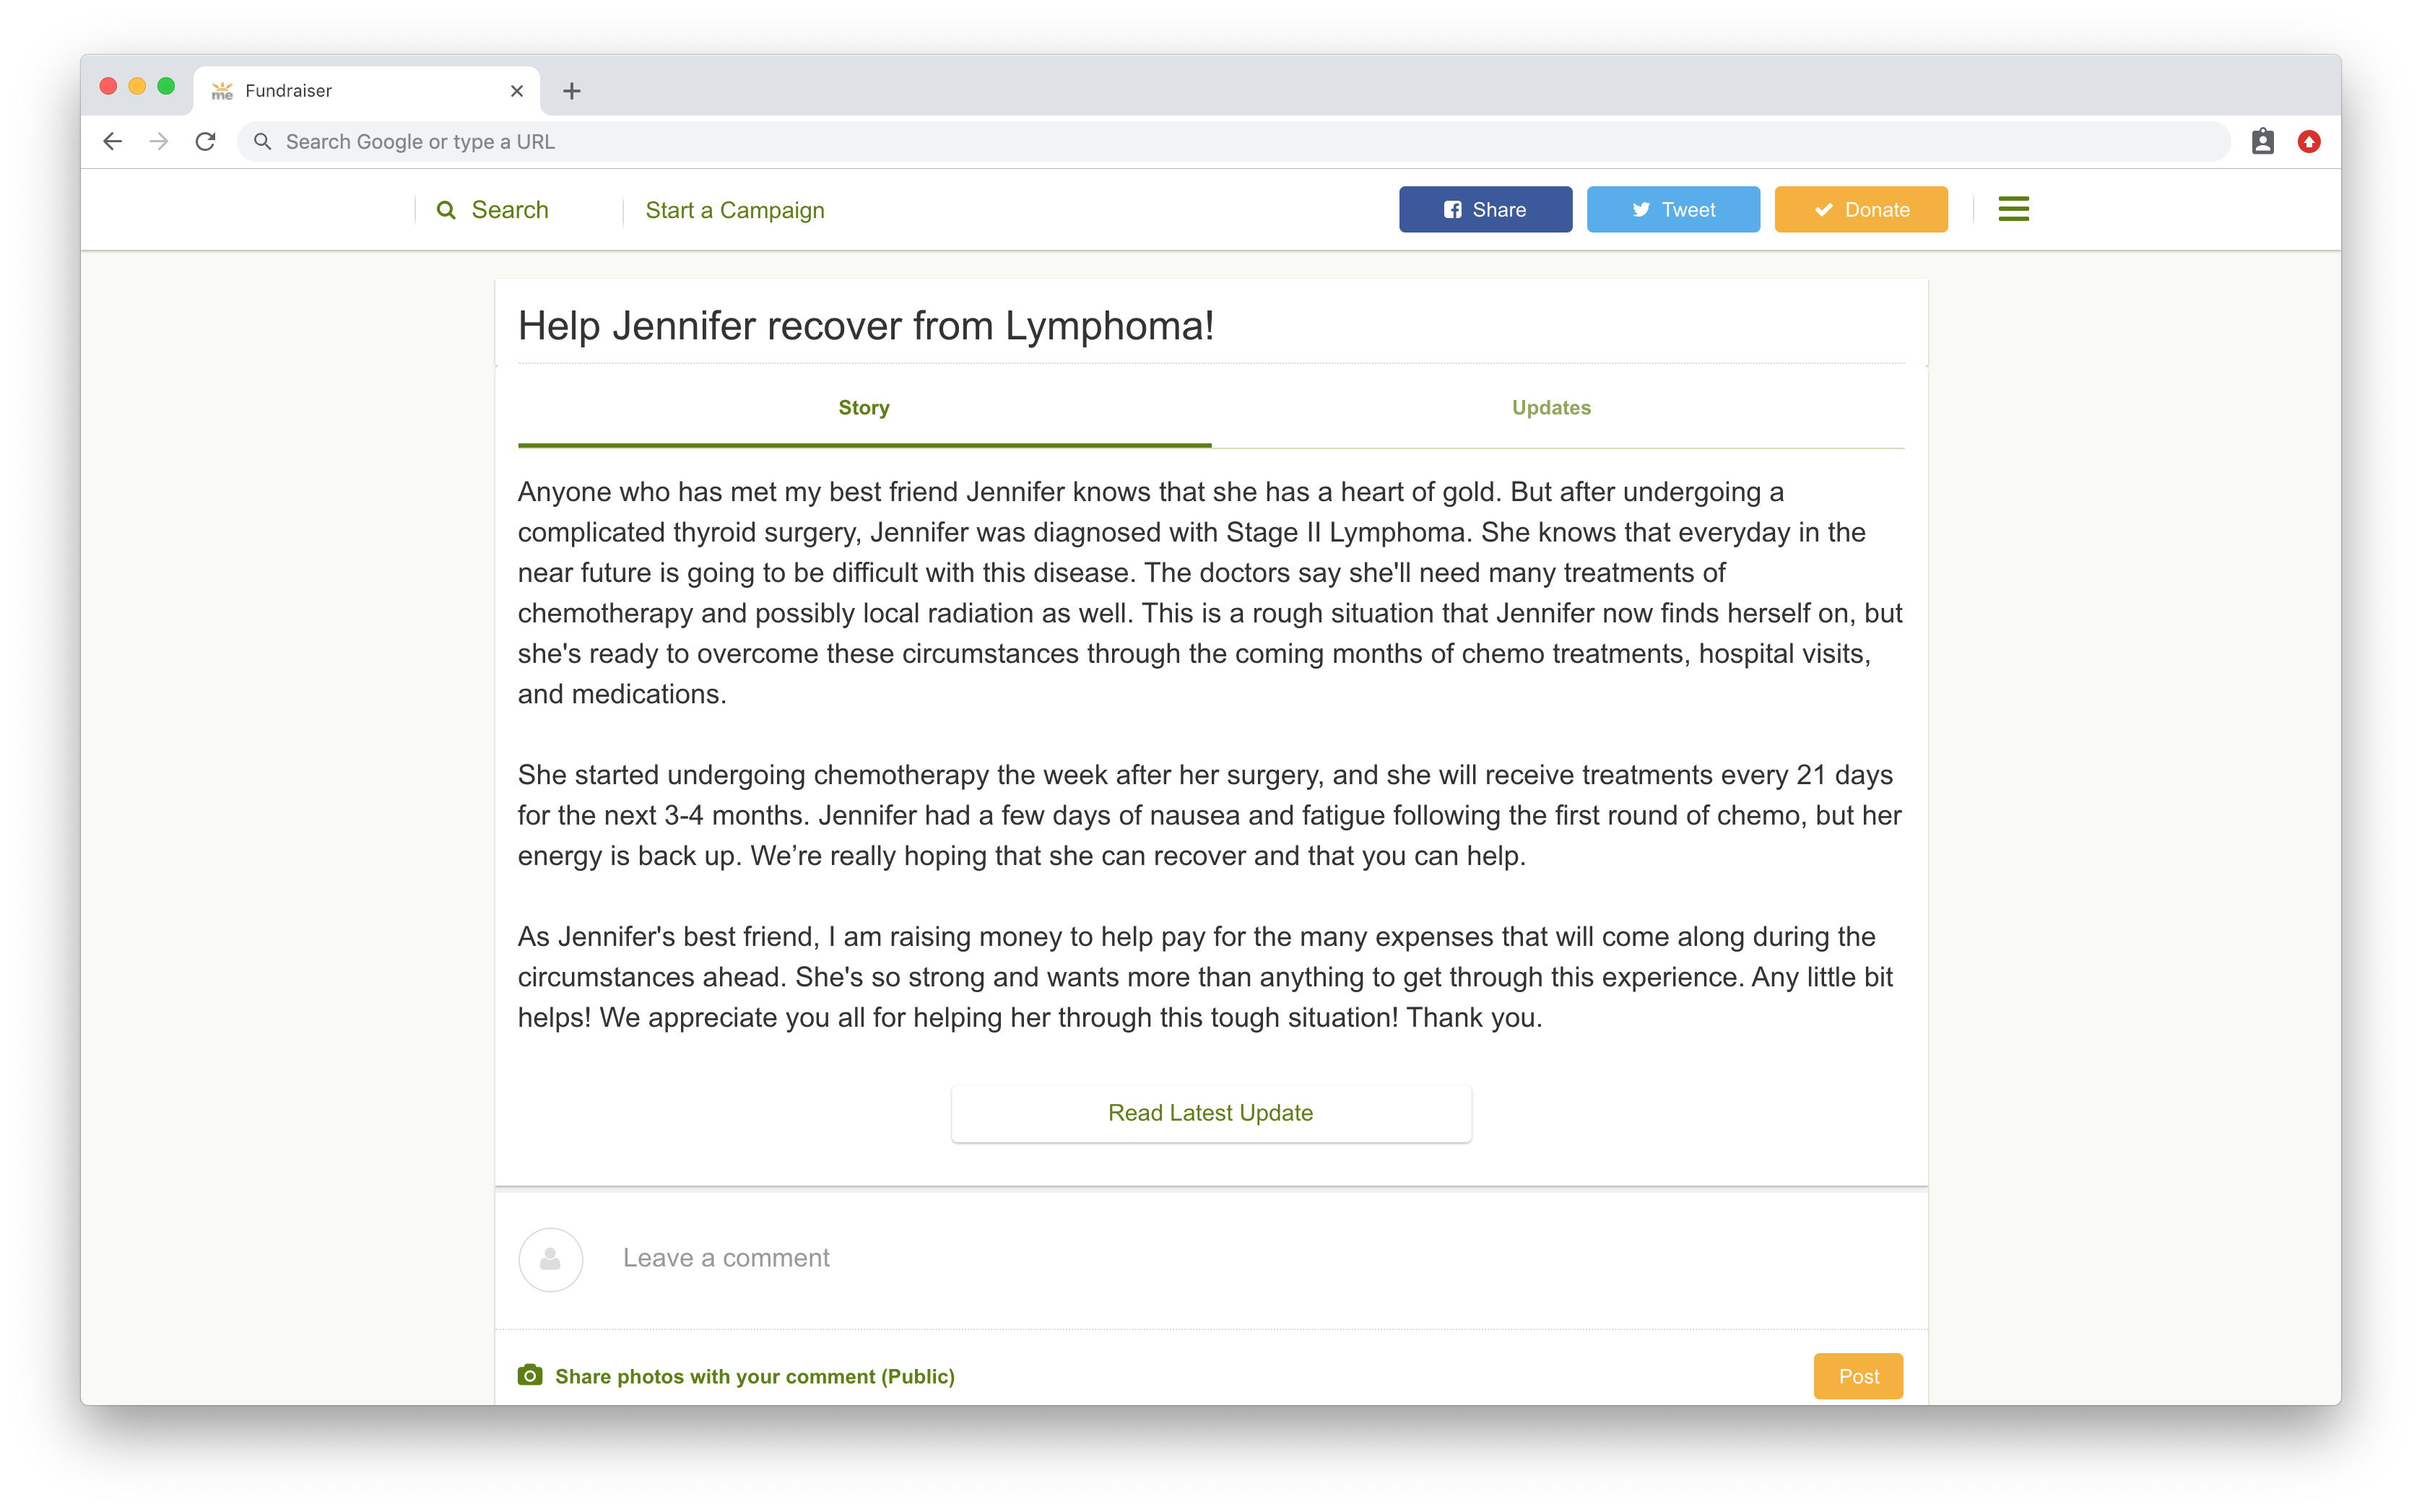 me Fundraiser
Search Google or type a URL
Search
Start a Campaign
Share
Tweet
Donate
Help Jennifer recover from Lymphoma!
Story
Updates
Anyone who has met my best friend Jennifer knows that she has a heart of gold. But after undergoing a
complicated thyroid surgery, Jennifer was diagnosed with Stage II Lymphoma. She knows that everyday in the
near future is going to be difficult with this disease. The doctors say she'll need many treatments of
chemotherapy and possibly local radiation as well. This is a rough situation that Jennifer now finds herself on, but
she's ready to overcome these circumstances through the coming months of chemo treatments, hospital visits,
and medications.
She started undergoing chemotherapy the week after her surgery, and she will receive treatments every 21 days
for the next 3-4 months. Jennifer had a few days of nausea and fatigue following the first round of chemo, but her
energy is back up. We’re really hoping that she can recover and that you can help.
As Jennifer's best friend, I am raising money to help pay for the many expenses that will come along during the
circumstances ahead. She's so strong and wants more than anything to get through this experience. Any little bit
helps! We appreciate you all for helping her through this tough situation! Thank you.
Read Latest Update
Leave a comment
Share photos with your comment (Public)
Post